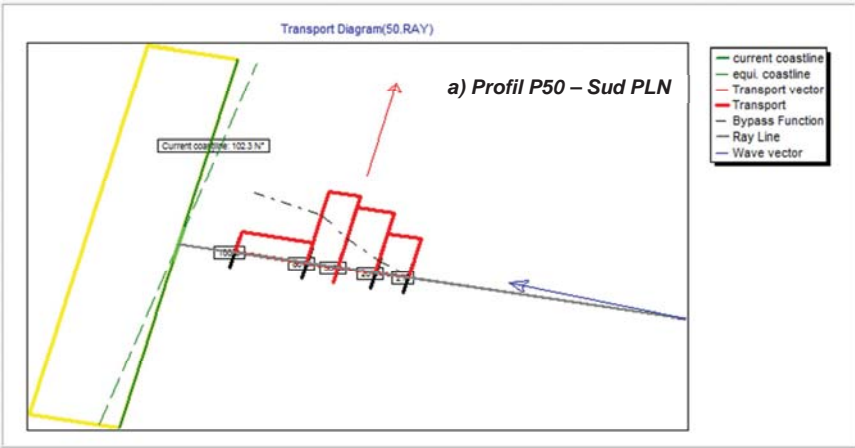 Transport Diagram(50.RAY)
a) Profil P50 – Sud PLN
current coastline
equi. coastline
Transport vector
Transport
Bypass Function
Ray Line
Wave vector
Current coastline: 102.3 N°